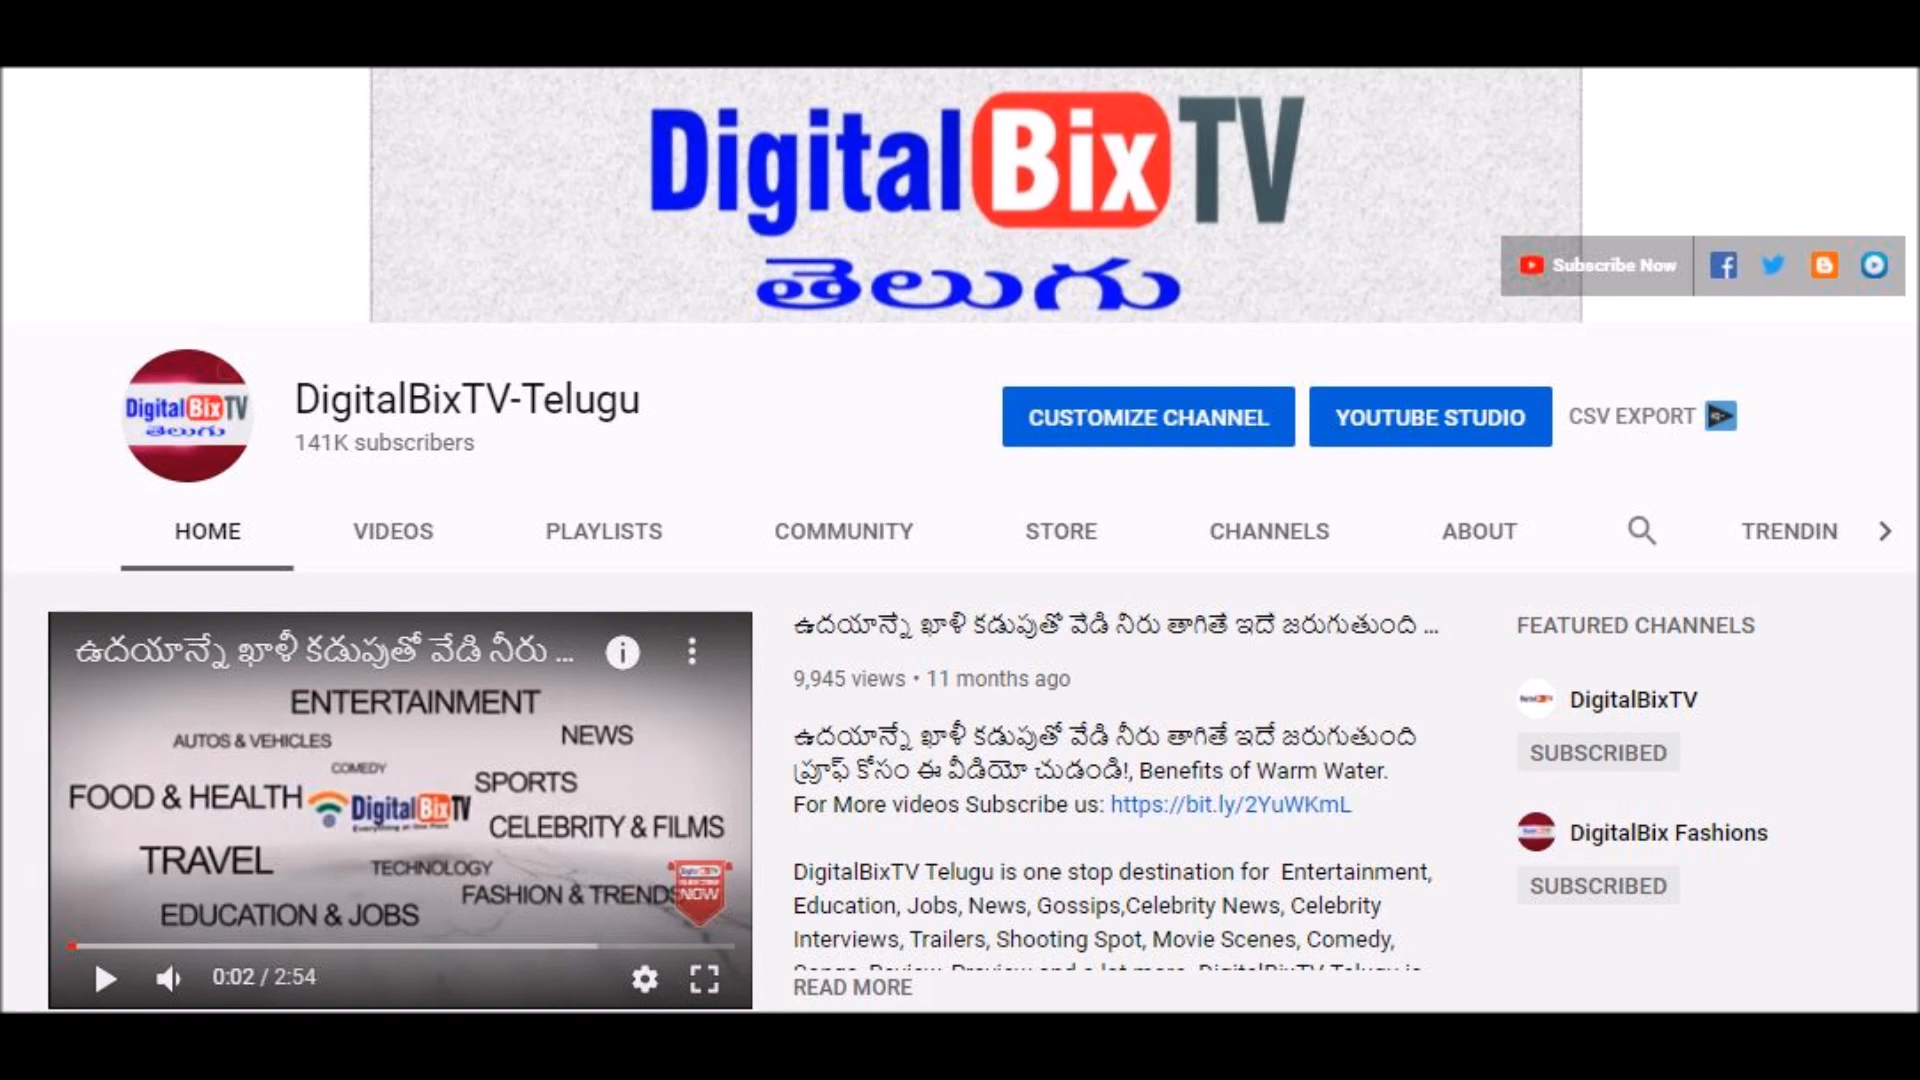 DigitalBixTV
తెలుగు
Subscribe Now
DigitalBixTV
తెలుగు
DigitalBixTV-Telugu
141K subscribers
CUSTOMIZE CHANNEL
YOUTUBE STUDIO
CSV EXPORT
HOME
VIDEOS
PLAYLISTS
COMMUNITY
STORE
CHANNELS
ABOUT
TRENDIN
ఉదయాన్నే ఖాళీ కడుపుతో వేడి నీరు ...
ENTERTAINMENT
AUTOS & VEHICLES
NEWS
COMEDY
SPORTS
FOOD & HEALTH
DigitalBixTV
Everything at One Place
CELEBRITY & FILMS
TRAVEL
TECHNOLOGY
FASHION & TRENDS
NOW
EDUCATION & JOBS
0:02 / 2:54
ఉదయాన్నే ఖాళీ కడుపుతో వేడి నీరు తాగితే ఇదే జరుగుతుంది ...
9,945 views • 11 months ago
ఉదయాన్నే ఖాళీ కడుపుతో వేడి నీరు తాగితే ఇదే జరుగుతుంది
ప్రూఫ్ కోసం ఈ వీడియో చుడండి!, Benefits of Warm Water.
For More videos Subscribe us: https://bit.ly/2YuWKmL
DigitalBixTV Telugu is one stop destination for Entertainment,
Education, Jobs, News, Gossips,Celebrity News, Celebrity
Interviews, Trailers, Shooting Spot, Movie Scenes, Comedy,
READ MORE
FEATURED CHANNELS
DigitalBixTV
SUBSCRIBED
DigitalBix Fashions
SUBSCRIBED